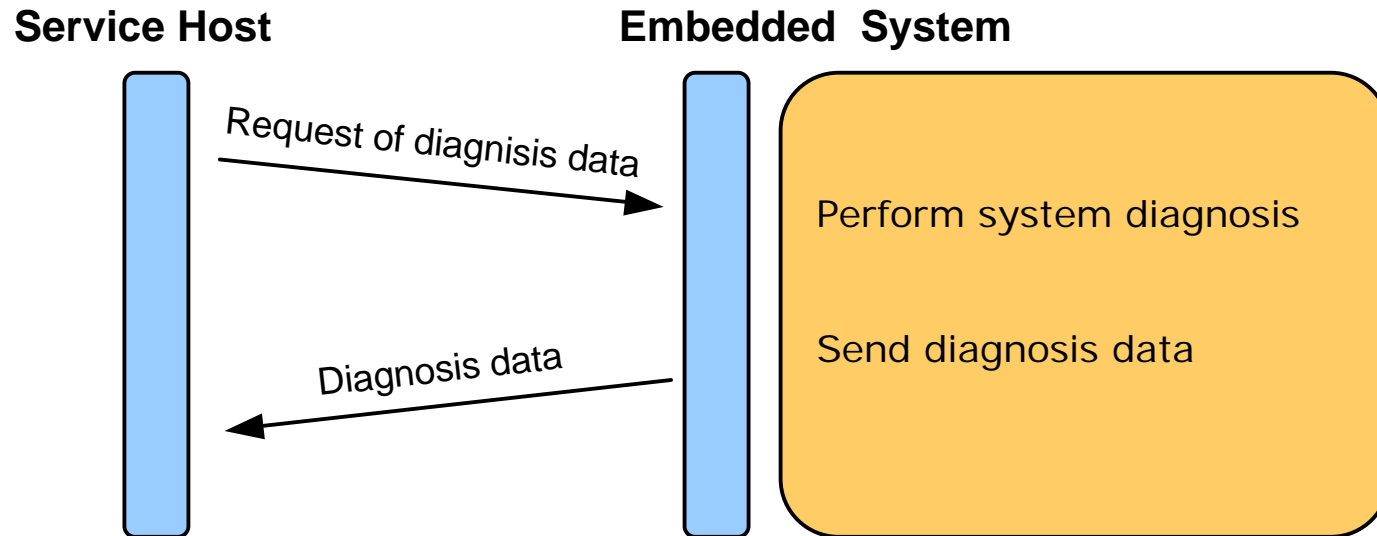 Service Host
Embedded System
Request of diagnisis data
Perform system diagnosis
Send diagnosis data
Diagnosis data